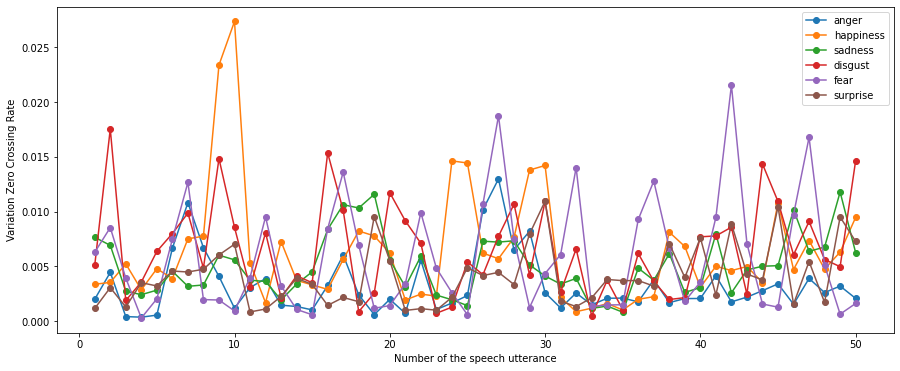 anger
happiness
sadness
disgust
fear
surprise
0.025
0.020
0.015
0.010
0.005
0.000
Variation Zero Crossing Rate
0 10 20 30 40 50
Number of the speech utterance